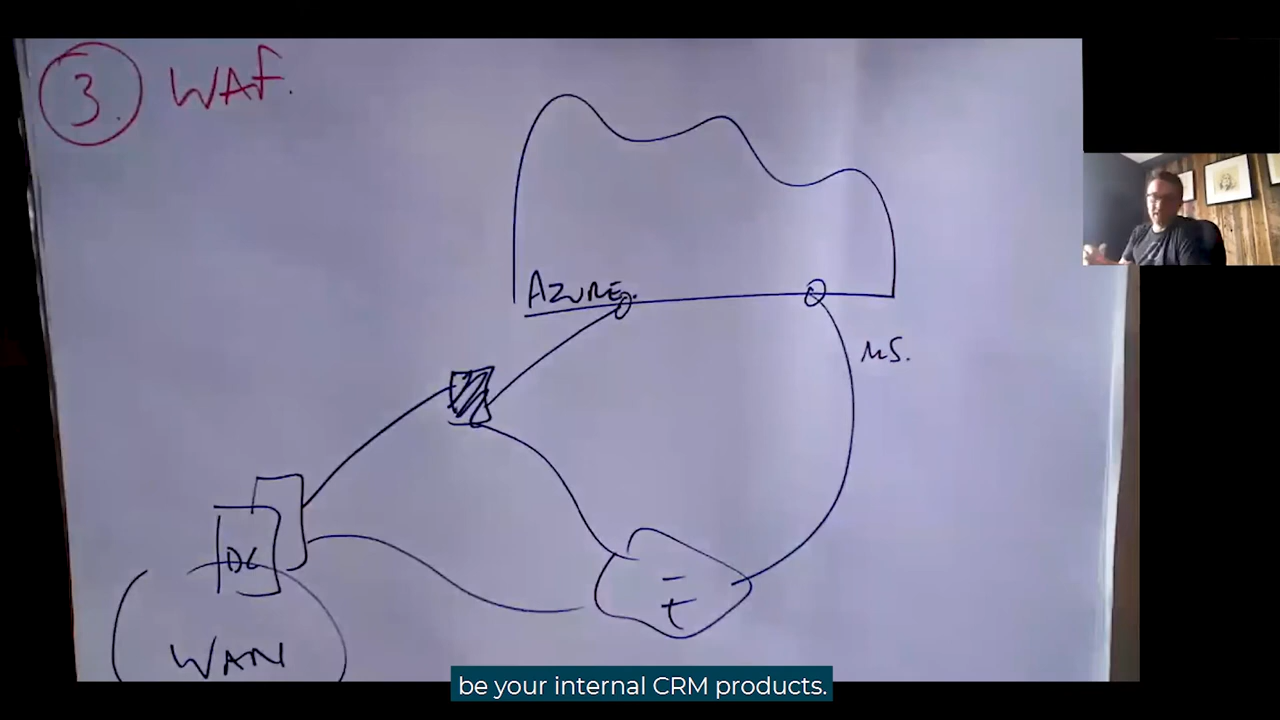 3. WAF.
AZURE.
MS.
DC
WAN
be your internal CRM products.